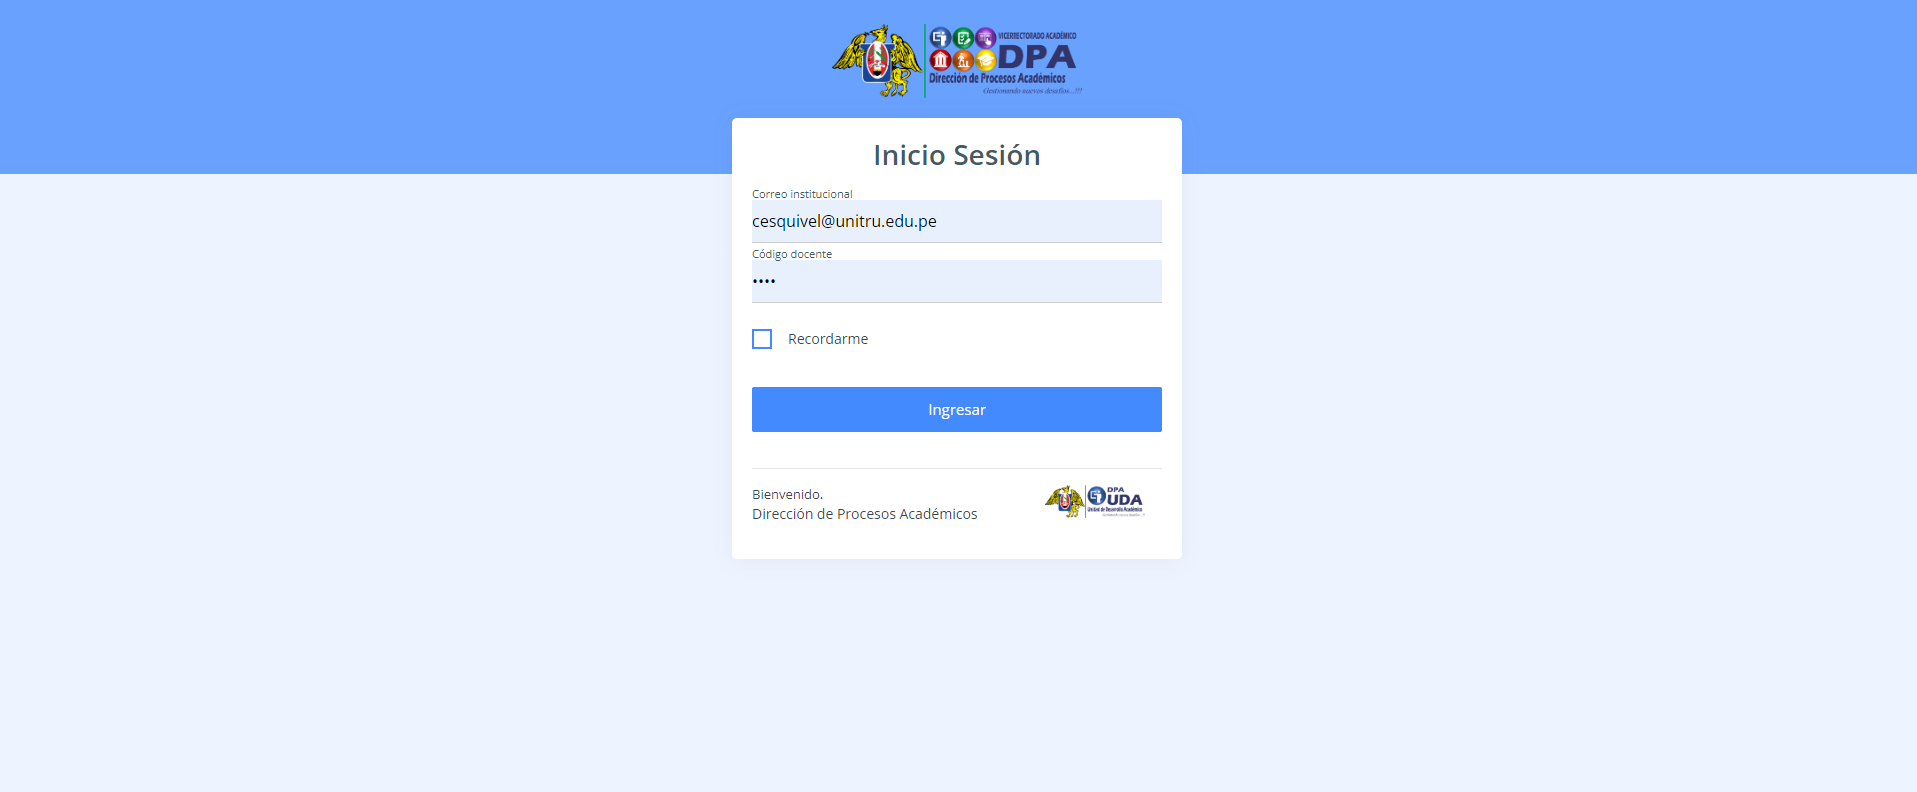 VICERRECTORADO ACADÉMICO
DPA
Dirección de Procesos Académicos
Gestionando nuevos desafíos...!!!
Inicio Sesión
Correo institucional
cesquivel@unitru.edu.pe
Código docente
••••
Recordarme
Ingresar
Bienvenido.
Dirección de Procesos Académicos
DPA
UDA
Unidad de Desarrollo Académico